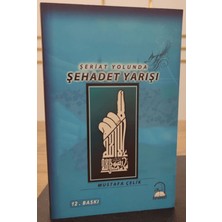 ŞERİAT YOLUNDA
ŞEHADET YARIŞI
MUSTAFA ÇELİK
12. BASKI